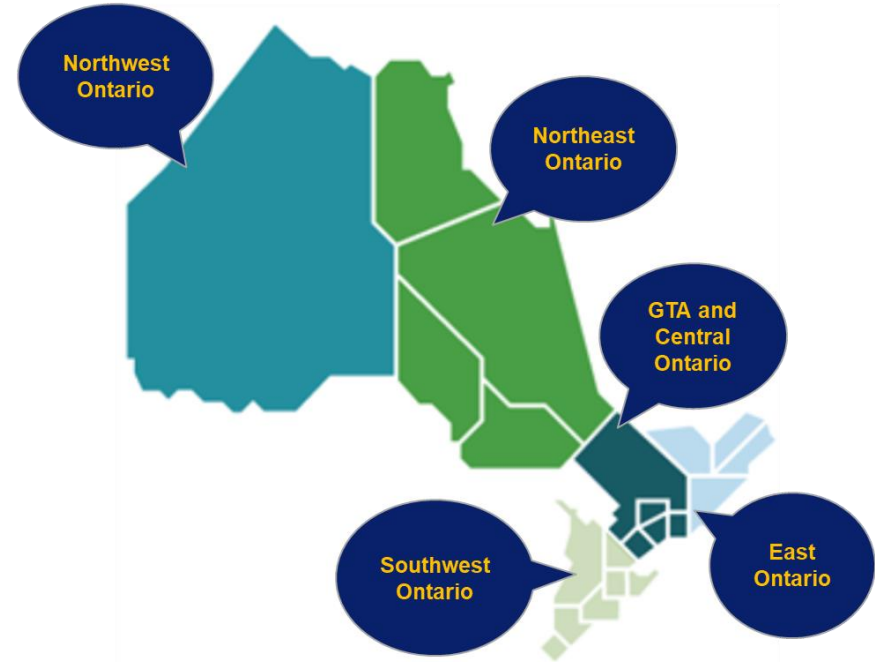 Northwest
Ontario
Northeast
Ontario
GTA and
Central
Ontario
Southwest
Ontario
East
Ontario